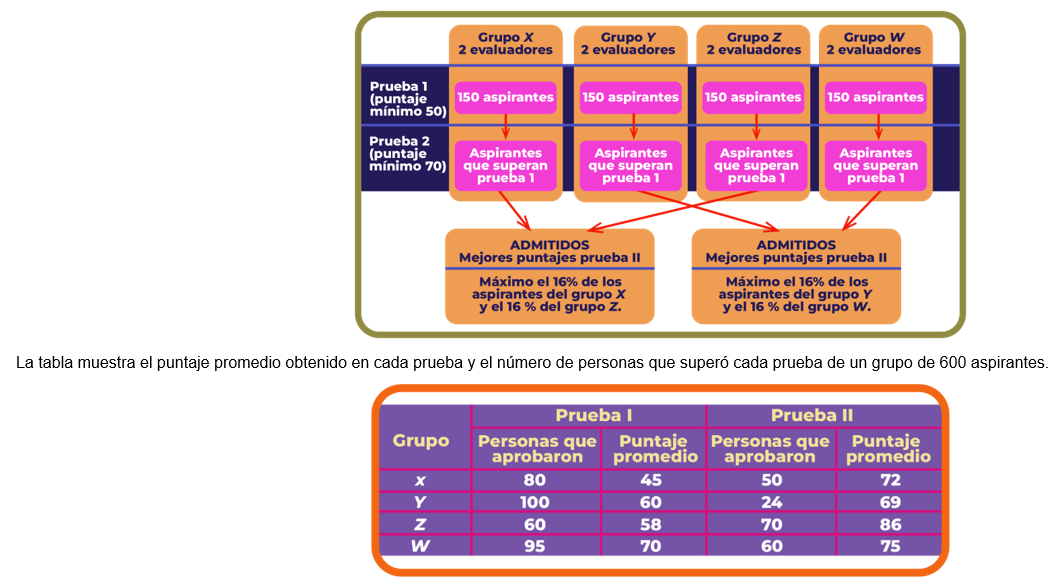 Grupo X
2 evaluadores
Grupo Y
2 evaluadores
Grupo Z
2 evaluadores
Grupo W
2 evaluadores
Prueba 1
(puntaje
mínimo 50)
150 aspirantes
150 aspirantes
150 aspirantes
150 aspirantes
Prueba 2
(puntaje
mínimo 70)
Aspirantes
que superan
prueba 1
Aspirantes
que superan
prueba 1
Aspirantes
que superan
prueba 1
Aspirantes
que superan
prueba 1
ADMITIDOS
Mejores puntajes prueba II
Máximo el 16% de los
aspirantes del grupo X
y el 16 % del grupo Z.
ADMITIDOS
Mejores puntajes prueba II
Máximo el 16% de los
aspirantes del grupo Y
y el 16 % del grupo W.
La tabla muestra el puntaje promedio obtenido en cada prueba y el número de personas que superó cada prueba de un grupo de 600 aspirantes.
Grupo
Prueba I
Prueba II
Personas que
aprobaron
Puntaje
promedio
Personas que
aprobaron
Puntaje
promedio
x 80 45 50 72
Y 100 60 24 69
Z 60 58 70 86
W 95 70 60 75